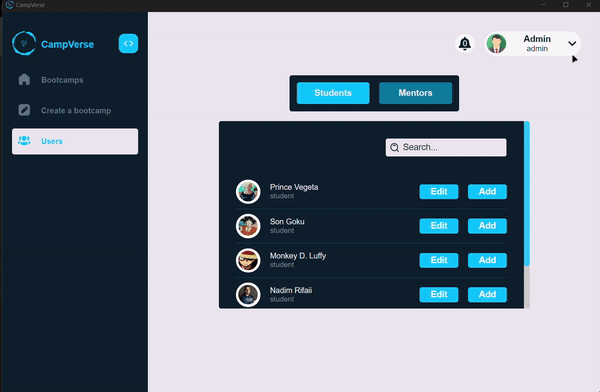 CampVerse
CampVerse
0
Admin
admin
Bootcamps
Create a bootcamp
Users
Students
Mentors
Search...
Prince Vegeta
student
Edit
Add
Son Goku
student
Edit
Add
Monkey D. Luffy
student
Edit
Add
Nadim Rifaii
student
Edit
Add